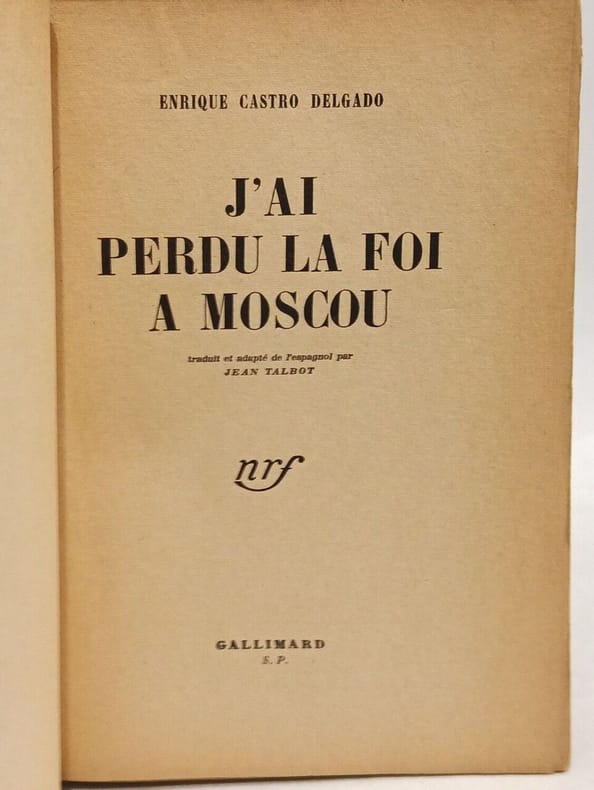 ENRIQUE CASTRO DELGADO
J'AI
PERDU LA FOI
A MOSCOU
traduit et adapté de l'espagnol par
JEAN TALBOT
nrf
GALLIMARD
S. P.